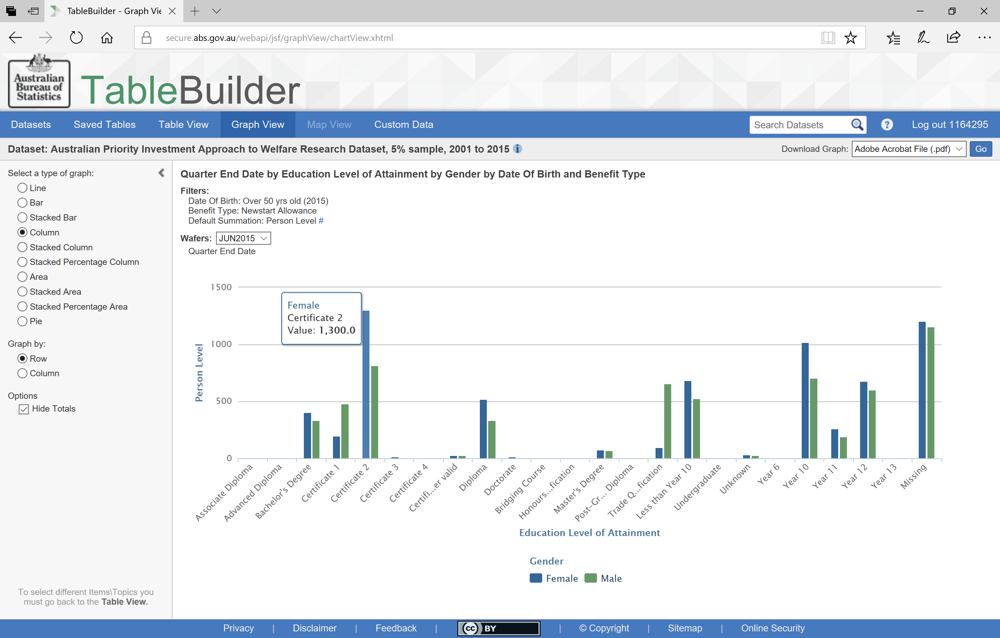 TableBuilder - Graph Vie
secure.abs.gov.au/webapi/jsf/graphView/chartView.xhtml
Australian
Bureau of
Statistics
TableBuilder
Datasets Saved Tables Table View Graph View Map View Custom Data Search Datasets ? Log out 1164295
Dataset: Australian Priority Investment Approach to Welfare Research Dataset, 5% sample, 2001 to 2015 i
Download Graph: Adobe Acrobat File (.pdf) Go
Select a type of graph:
Line
Bar
Stacked Bar
Column
Stacked Column
Stacked Percentage Column
Area
Stacked Area
Stacked Percentage Area
Pie
Graph by:
Row
Column
Options
Hide Totals
To select different Items\Topics you
must go back to the Table View.
Quarter End Date by Education Level of Attainment by Gender by Date Of Birth and Benefit Type
Filters:
Date Of Birth: Over 50 yrs old (2015)
Benefit Type: Newstart Allowance
Default Summation: Person Level #
Wafers: JUN2015
Quarter End Date
1500
1000
500
0
Person Level
Female
Certificate 2
Value: 1,300.0
Associate Diploma
Advanced Diploma
Bachelor's Degree
Certificate 1
Certificate 2
Certificate 3
Certificate 4
Certifi...er valid
Diploma
Doctorate
Bridging Course
Honours...fication
Master's Degree
Post-Gr... Diploma
Trade Q...fication
Less than Year 10
Undergraduate
Unknown
Year 6
Year 10
Year 11
Year 12
Year 13
Missing
Education Level of Attainment
Gender
Female Male
Privacy | Disclaimer | Feedback | cc BY | © Copyright | Sitemap | Online Security